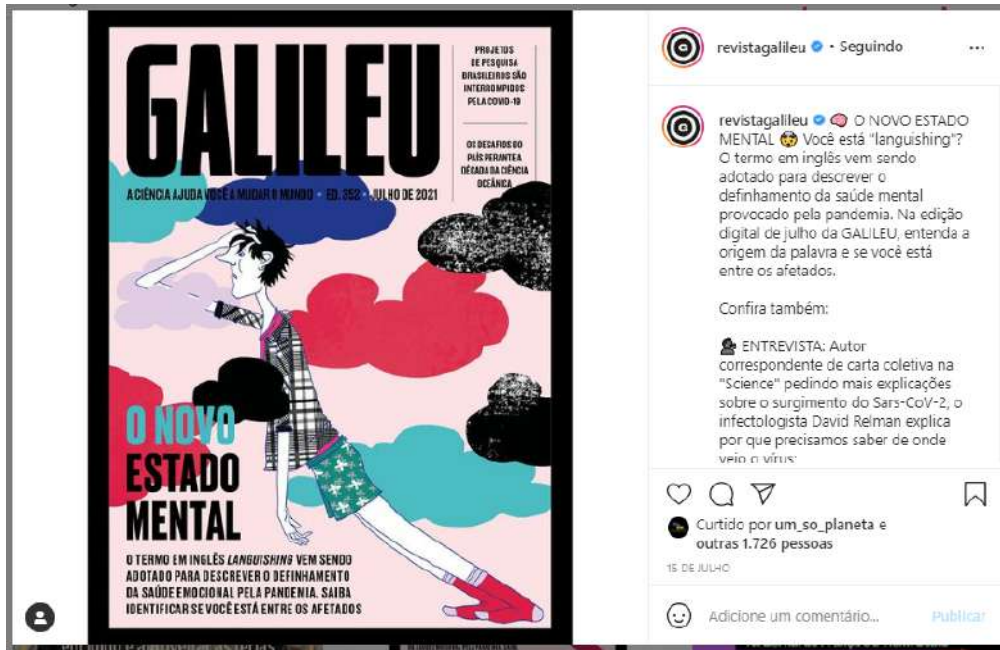 GALILEU
PROJETOS
DE PESQUISA
BRASILEIROS SÃO
INTERROMPIDOS
PELA COVID-19
OS DESAFIOS DO
PAÍS PERANTE A
DÉCADA DA CIÊNCIA
OCEÂNICA
A CIÊNCIA AJUDA VOCÊ A MUDAR O MUNDO • ED. 352 • JULHO DE 2021
O NOVO
ESTADO
MENTAL
O TERMO EM INGLÊS LANGUISHING VEM SENDO
ADOTADO PARA DESCREVER O DEFINHAMENTO
DA SAÚDE EMOCIONAL PELA PANDEMIA. SAIBA
IDENTIFICAR SE VOCÊ ESTÁ ENTRE OS AFETADOS
revistagalileu • Seguindo
revistagalileu 🧠 O NOVO ESTADO
MENTAL 🤯 Você está "languishing"?
O termo em inglês vem sendo
adotado para descrever o
definhamento da saúde mental
provocado pela pandemia. Na edição
digital de julho da GALILEU, entenda a
origem da palavra e se você está
entre os afetados.
Confira também:
🗣 ENTREVISTA: Autor
correspondente de carta coletiva na
"Science" pedindo mais explicações
sobre o surgimento do Sars-CoV-2, o
infectologista David Relman explica
por que precisamos saber de onde
veio o vírus;
Curtido por um_so_planeta e
outras 1.726 pessoas
15 DE JULHO
Adicione um comentário... Publicar